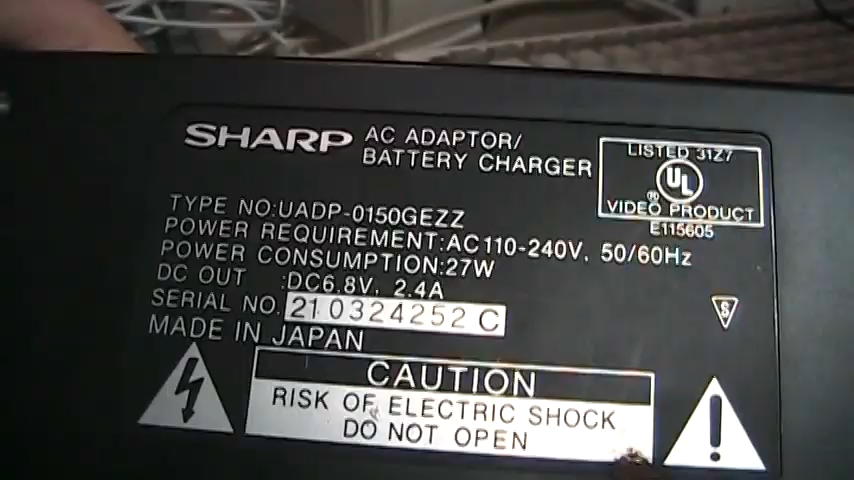 SHARP AC ADAPTOR/
BATTERY CHARGER
LISTED 31Z7
UL
®
VIDEO PRODUCT
E115605
TYPE NO:UADP-0150GEZZ
POWER REQUIREMENT:AC110-240V, 50/60Hz
POWER CONSUMPTION:27W
DC OUT :DC6.8V, 2.4A
SERIAL NO. 210324252 C
MADE IN JAPAN
S
CAUTION
RISK OF ELECTRIC SHOCK
DO NOT OPEN
!